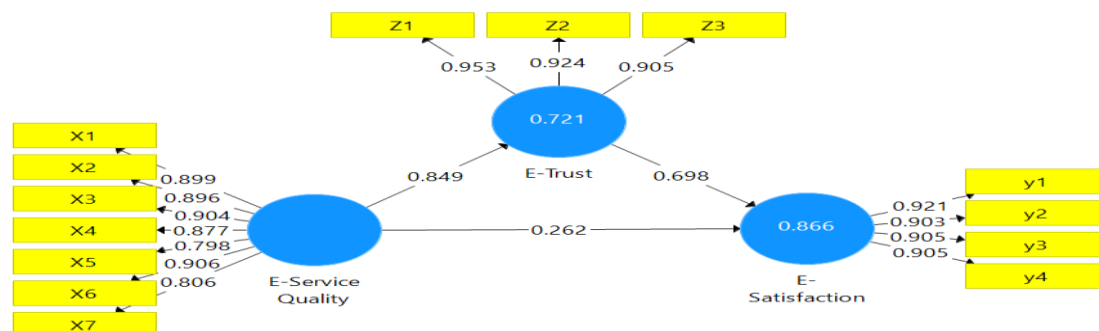 Z1 Z2 Z3
0.953 0.924 0.905
0.721
E-Trust
X1
X2
X3
X4
X5
X6
X7
0.899
0.896
0.904
0.877
0.798
0.906
0.806
E-Service
Quality
0.849
0.698
0.262
0.866
E-
Satisfaction
0.921
0.903
0.905
0.905
y1
y2
y3
y4